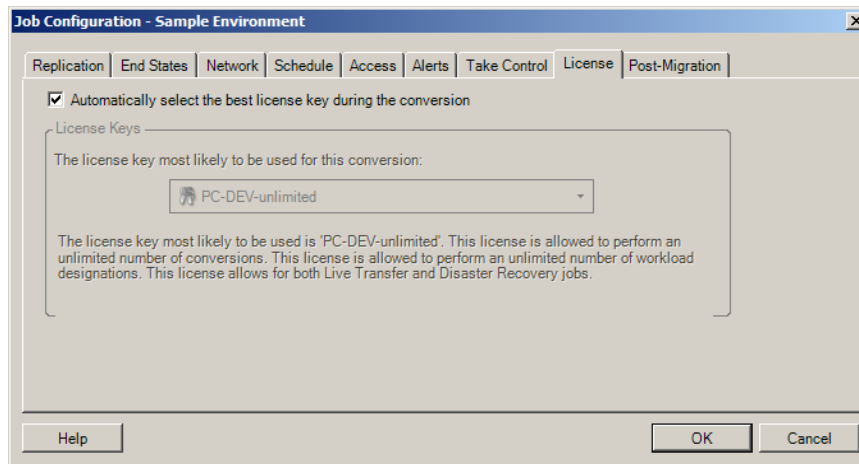 Job Configuration - Sample Environment
Replication End States Network Schedule Access Alerts Take Control License Post-Migration
Automatically select the best license key during the conversion
License Keys
The license key most likely to be used for this conversion:
PC-DEV-unlimited
The license key most likely to be used is 'PC-DEV-unlimited'. This license is allowed to perform an
unlimited number of conversions. This license is allowed to perform an unlimited number of workload
designations. This license allows for both Live Transfer and Disaster Recovery jobs.
Help OK Cancel